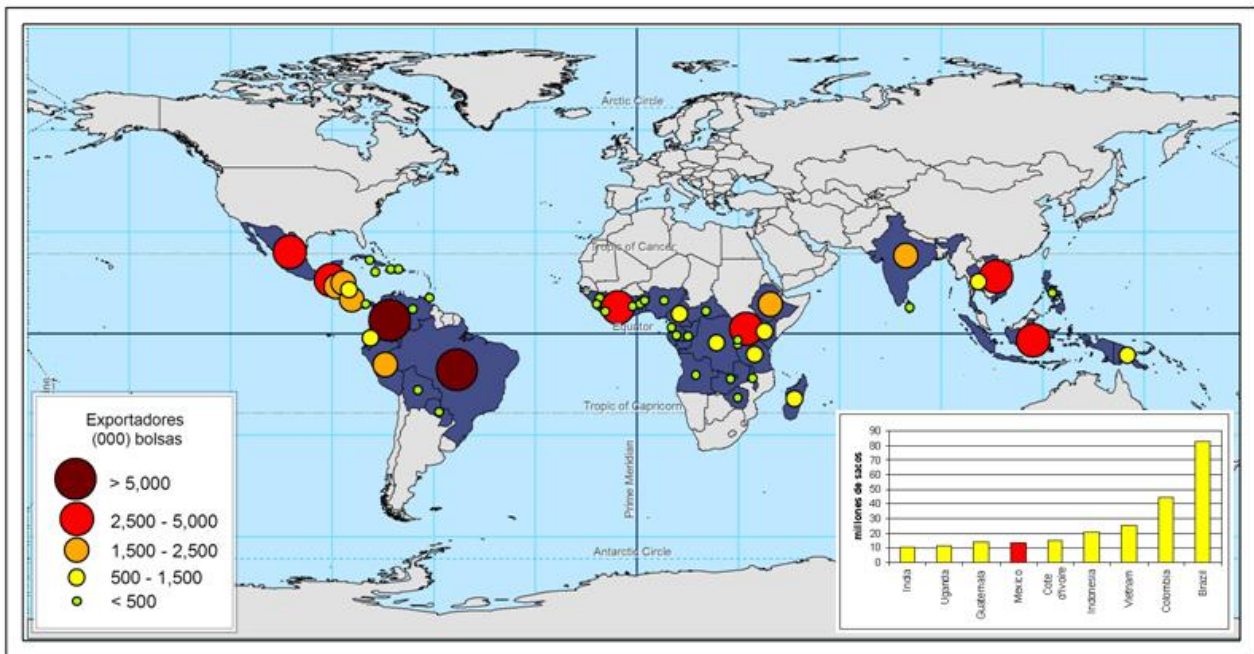 Arctic Circle
Tropic of Cancer
Equator
Tropic of Capricorn
Prime Meridian
Antarctic Circle
Exportadores
(000) bolsas
> 5,000
2,500 - 5,000
1,500 - 2,500
500 - 1,500
< 500
millones de sacos
90
80
70
60
50
40
30
20
10
0
India
Uganda
Guatemala
Mexico
Cote
d'Ivoire
Indonesia
Vietnam
Colombia
Brazil